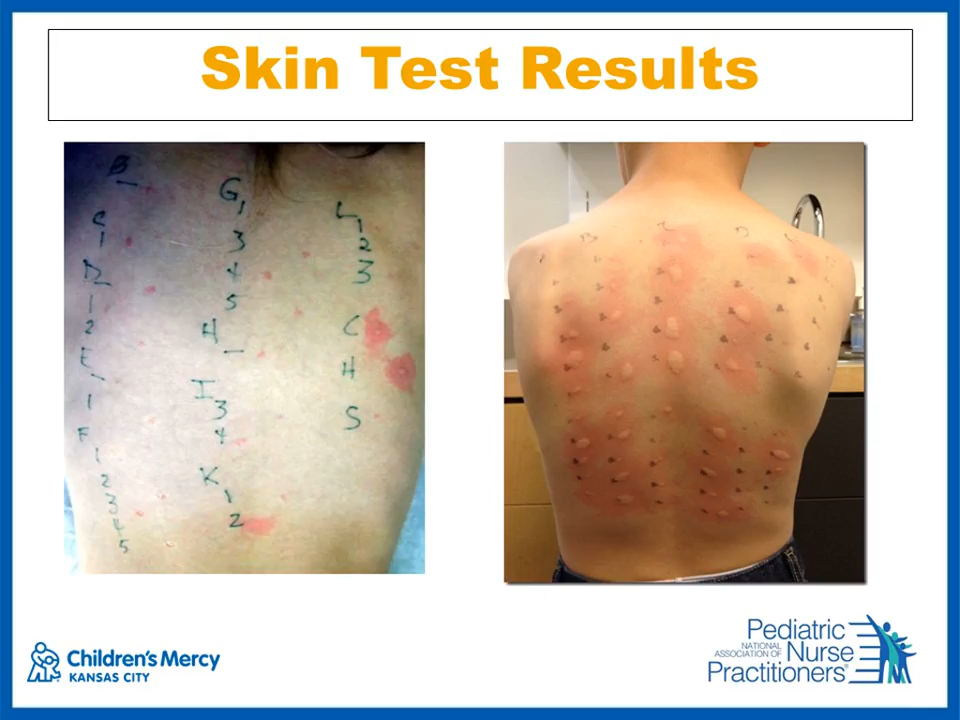 Skin Test Results
B
C
1
D
1
2
E
1
F
1
2
3
4
5
G
1
3
4
5
H
I
3
4
K
1
2
L
1
2
3
C
H
S
Children's Mercy
KANSAS CITY
Pediatric
NATIONAL
ASSOCIATION OF
Nurse
Practitioners®